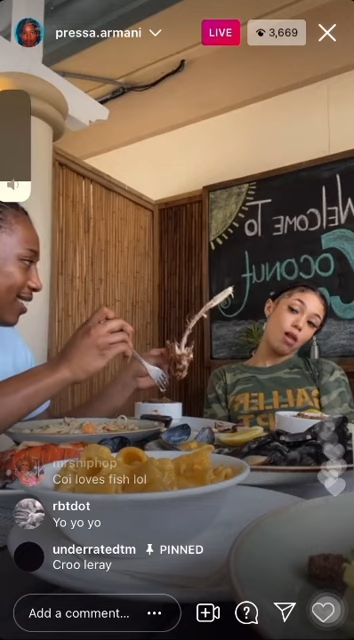 pressa.armani
LIVE
3,669
WELCOME TO
Coconut
mrshiphop
Coi loves fish lol
rbtdot
Yo yo yo
underratedtm PINNED
Croo leray
Add a comment...